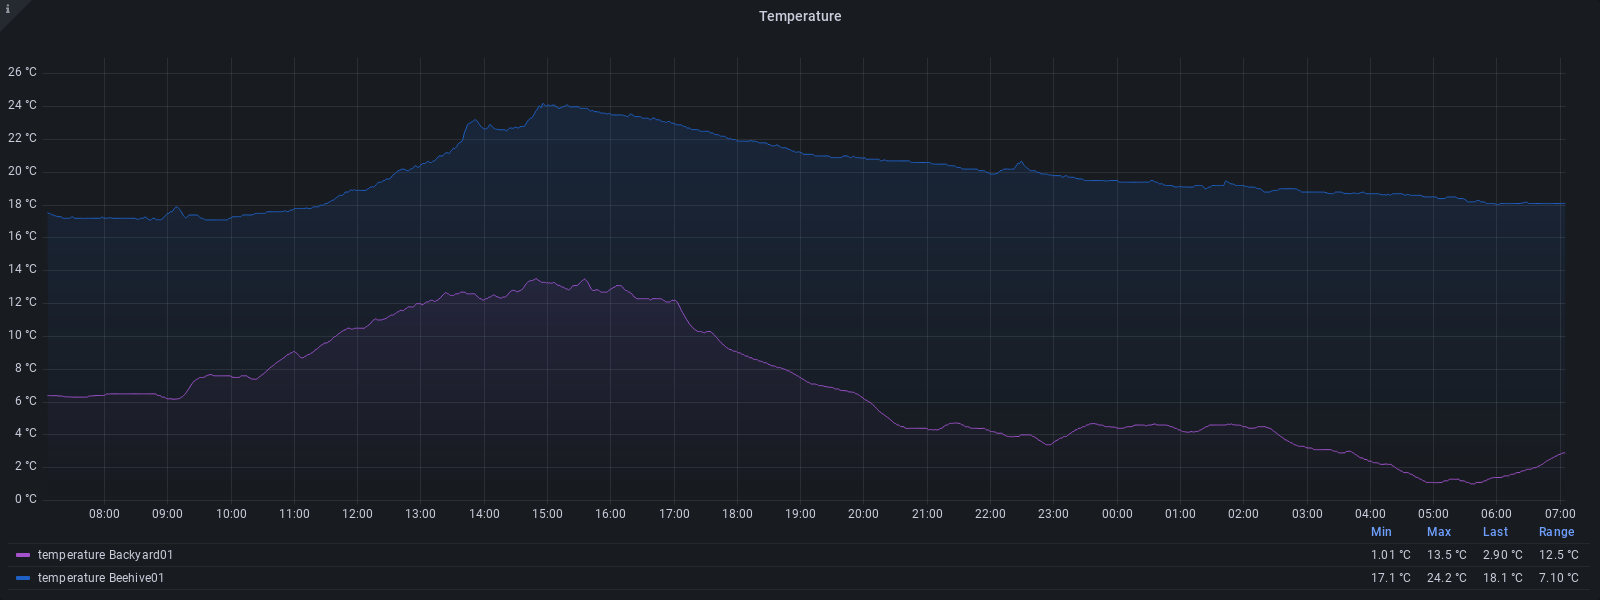 i
Temperature
26 °C
24 °C
22 °C
20 °C
18 °C
16 °C
14 °C
12 °C
10 °C
8 °C
6 °C
4 °C
2 °C
0 °C
08:00 09:00 10:00 11:00 12:00 13:00 14:00 15:00 16:00 17:00 18:00 19:00 20:00 21:00 22:00 23:00 00:00 01:00 02:00 03:00 04:00 05:00 06:00 07:00
Min Max Last Range
temperature Backyard01 1.01 °C 13.5 °C 2.90 °C 12.5 °C
temperature Beehive01 17.1 °C 24.2 °C 18.1 °C 7.10 °C